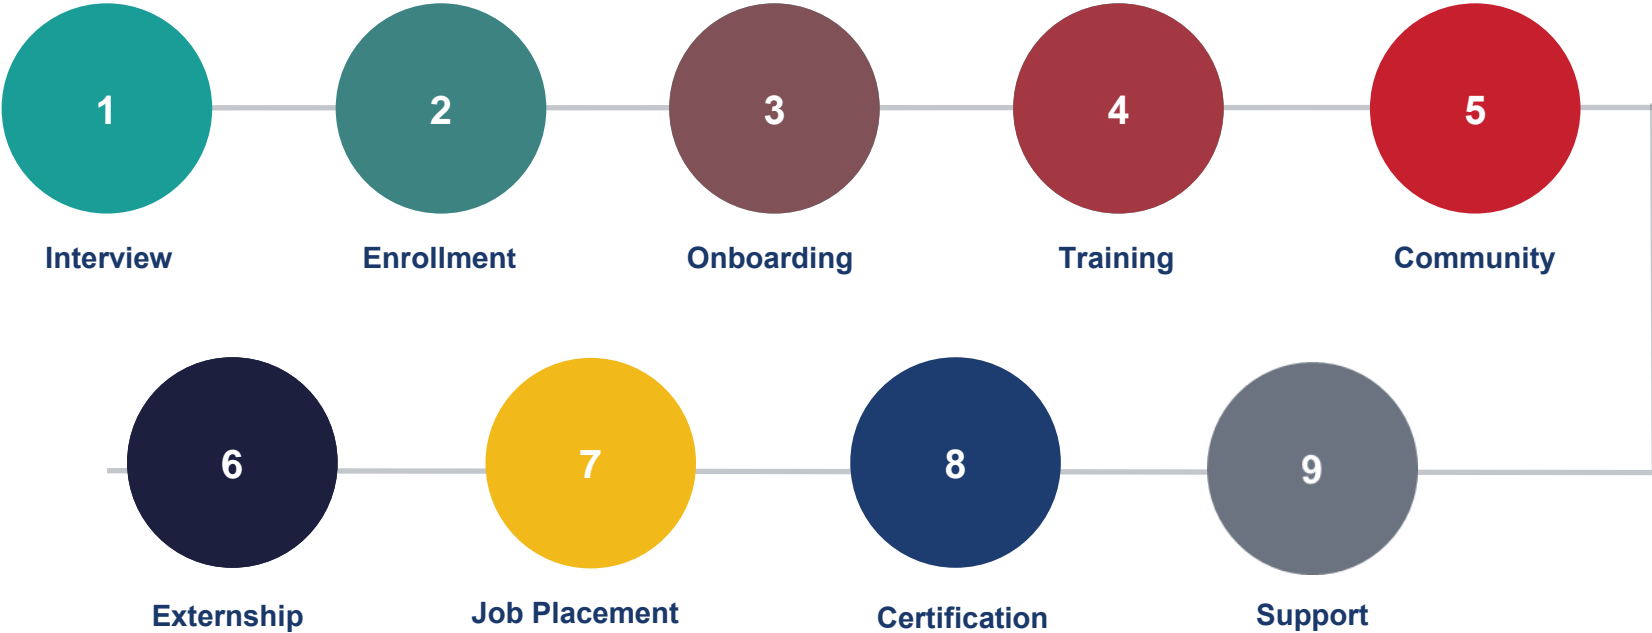 1
2
3
4
5
Interview
Enrollment
Onboarding
Training
Community
6
7
8
9
Externship
Job Placement
Certification
Support